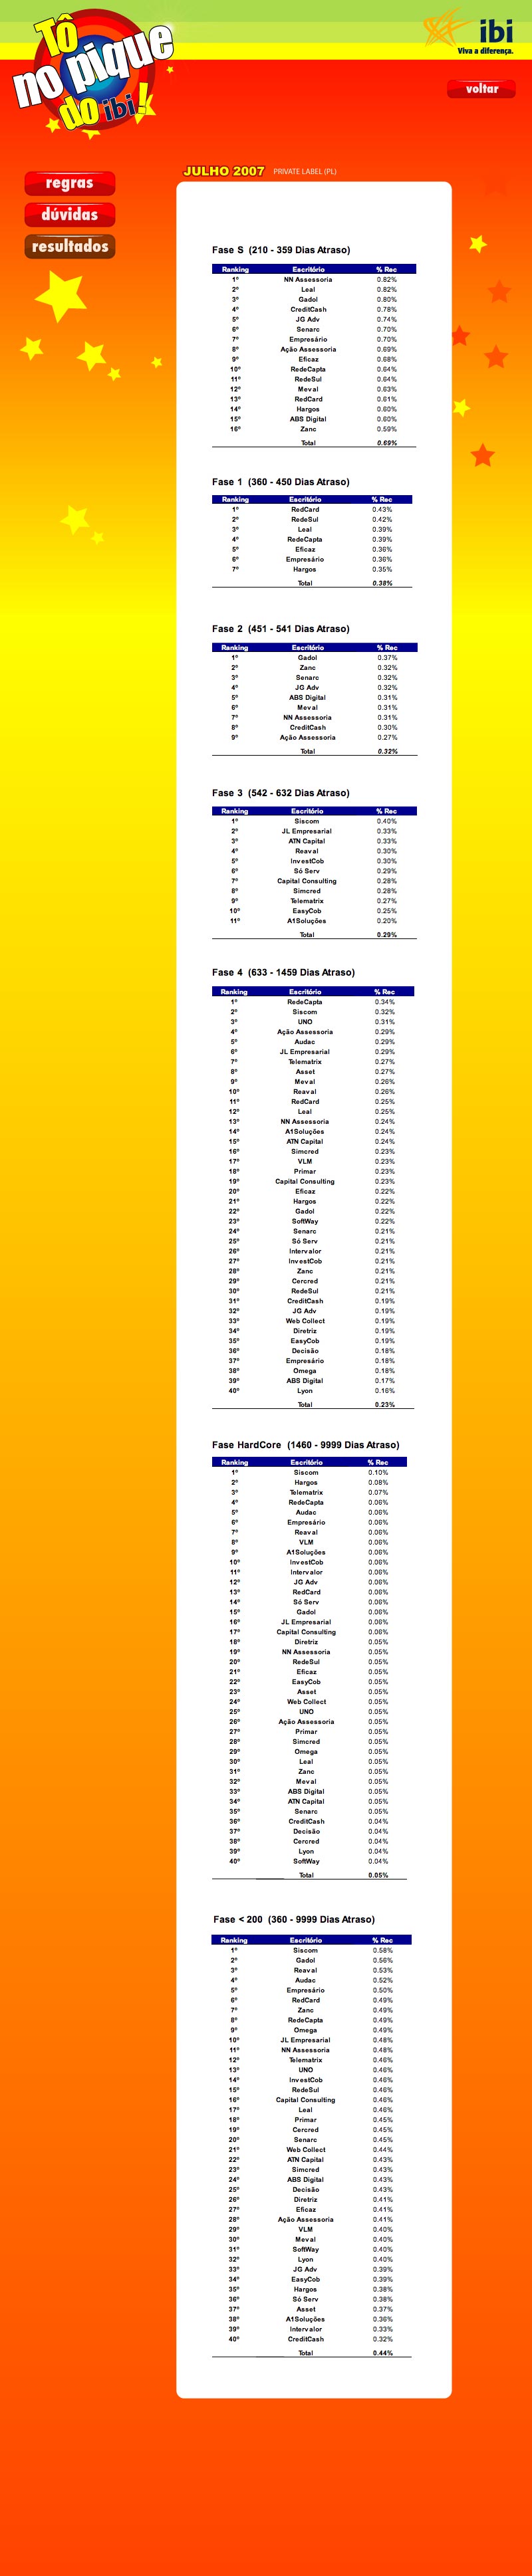 Tô
no pique
do ibi!
ibi
Viva a diferença.
voltar
regras
dúvidas
resultados
JULHO 2007 PRIVATE LABEL (PL)
Fase S (210 - 359 Dias Atraso)
Ranking Escritório % Rec
1º NN Assessoria 0.82%
2º Leal 0.82%
3º Gadol 0.80%
4º CreditCash 0.78%
5º JG Adv 0.74%
6º Senarc 0.70%
7º Empresário 0.70%
8º Ação Assessoria 0.69%
9º Eficaz 0.68%
10º RedeCapta 0.64%
11º RedeSul 0.64%
12º Meval 0.63%
13º RedCard 0.61%
14º Hargos 0.60%
15º ABS Digital 0.60%
16º Zanc 0.59%
Total 0.69%
Fase 1 (360 - 450 Dias Atraso)
Ranking Escritório % Rec
1º RedCard 0.43%
2º RedeSul 0.42%
3º Leal 0.39%
4º RedeCapta 0.39%
5º Eficaz 0.36%
6º Empresário 0.36%
7º Hargos 0.35%
Total 0.38%
Fase 2 (451 - 541 Dias Atraso)
Ranking Escritório % Rec
1º Gadol 0.37%
2º Zanc 0.32%
3º Senarc 0.32%
4º JG Adv 0.32%
5º ABS Digital 0.31%
6º Meval 0.31%
7º NN Assessoria 0.31%
8º CreditCash 0.30%
9º Ação Assessoria 0.27%
Total 0.32%
Fase 3 (542 - 632 Dias Atraso)
Ranking Escritório % Rec
1º Siscom 0.40%
2º JL Empresarial 0.33%
3º ATN Capital 0.33%
4º Reaval 0.30%
5º InvestCob 0.30%
6º Só Serv 0.29%
7º Capital Consulting 0.28%
8º Simcred 0.28%
9º Telematrix 0.27%
10º EasyCob 0.25%
11º A1Soluções 0.20%
Total 0.29%
Fase 4 (633 - 1459 Dias Atraso)
Ranking Escritório % Rec
1º RedeCapta 0.34%
2º Siscom 0.32%
3º UNO 0.31%
4º Ação Assessoria 0.29%
5º Audac 0.29%
6º JL Empresarial 0.29%
7º Telematrix 0.27%
8º Asset 0.27%
9º Meval 0.26%
10º Reaval 0.26%
11º RedCard 0.25%
12º Leal 0.25%
13º NN Assessoria 0.24%
14º A1Soluções 0.24%
15º ATN Capital 0.24%
16º Simcred 0.23%
17º VLM 0.23%
18º Primar 0.23%
19º Capital Consulting 0.23%
20º Eficaz 0.22%
21º Hargos 0.22%
22º Gadol 0.22%
23º SoftWay 0.22%
24º Senarc 0.21%
25º Só Serv 0.21%
26º Intervalor 0.21%
27º InvestCob 0.21%
28º Zanc 0.21%
29º Cercred 0.21%
30º RedeSul 0.21%
31º CreditCash 0.19%
32º JG Adv 0.19%
33º Web Collect 0.19%
34º Diretriz 0.19%
35º EasyCob 0.19%
36º Decisão 0.18%
37º Empresário 0.18%
38º Omega 0.18%
39º ABS Digital 0.17%
40º Lyon 0.16%
Total 0.23%
Fase HardCore (1460 - 9999 Dias Atraso)
Ranking Escritório % Rec
1º Siscom 0.10%
2º Hargos 0.08%
3º Telematrix 0.07%
4º RedeCapta 0.06%
5º Audac 0.06%
6º Empresário 0.06%
7º Reaval 0.06%
8º VLM 0.06%
9º A1Soluções 0.06%
10º InvestCob 0.06%
11º Intervalor 0.06%
12º JG Adv 0.06%
13º RedCard 0.06%
14º Só Serv 0.06%
15º Gadol 0.06%
16º JL Empresarial 0.06%
17º Capital Consulting 0.06%
18º Diretriz 0.05%
19º NN Assessoria 0.05%
20º RedeSul 0.05%
21º Eficaz 0.05%
22º EasyCob 0.05%
23º Asset 0.05%
24º Web Collect 0.05%
25º UNO 0.05%
26º Ação Assessoria 0.05%
27º Primar 0.05%
28º Simcred 0.05%
29º Omega 0.05%
30º Leal 0.05%
31º Zanc 0.05%
32º Meval 0.05%
33º ABS Digital 0.05%
34º ATN Capital 0.05%
35º Senarc 0.05%
36º CreditCash 0.04%
37º Decisão 0.04%
38º Cercred 0.04%
39º Lyon 0.04%
40º SoftWay 0.04%
Total 0.05%
Fase < 200 (360 - 9999 Dias Atraso)
Ranking Escritório % Rec
1º Siscom 0.58%
2º Gadol 0.56%
3º Reaval 0.53%
4º Audac 0.52%
5º Empresário 0.50%
6º RedCard 0.49%
7º Zanc 0.49%
8º RedeCapta 0.49%
9º Omega 0.49%
10º JL Empresarial 0.48%
11º NN Assessoria 0.48%
12º Telematrix 0.46%
13º UNO 0.46%
14º InvestCob 0.46%
15º RedeSul 0.46%
16º Capital Consulting 0.46%
17º Leal 0.46%
18º Primar 0.45%
19º Cercred 0.45%
20º Senarc 0.45%
21º Web Collect 0.44%
22º ATN Capital 0.43%
23º Simcred 0.43%
24º ABS Digital 0.43%
25º Decisão 0.43%
26º Diretriz 0.41%
27º Eficaz 0.41%
28º Ação Assessoria 0.41%
29º VLM 0.40%
30º Meval 0.40%
31º SoftWay 0.40%
32º Lyon 0.40%
33º JG Adv 0.39%
34º EasyCob 0.39%
35º Hargos 0.38%
36º Só Serv 0.38%
37º Asset 0.37%
38º A1Soluções 0.36%
39º Intervalor 0.33%
40º CreditCash 0.32%
Total 0.44%